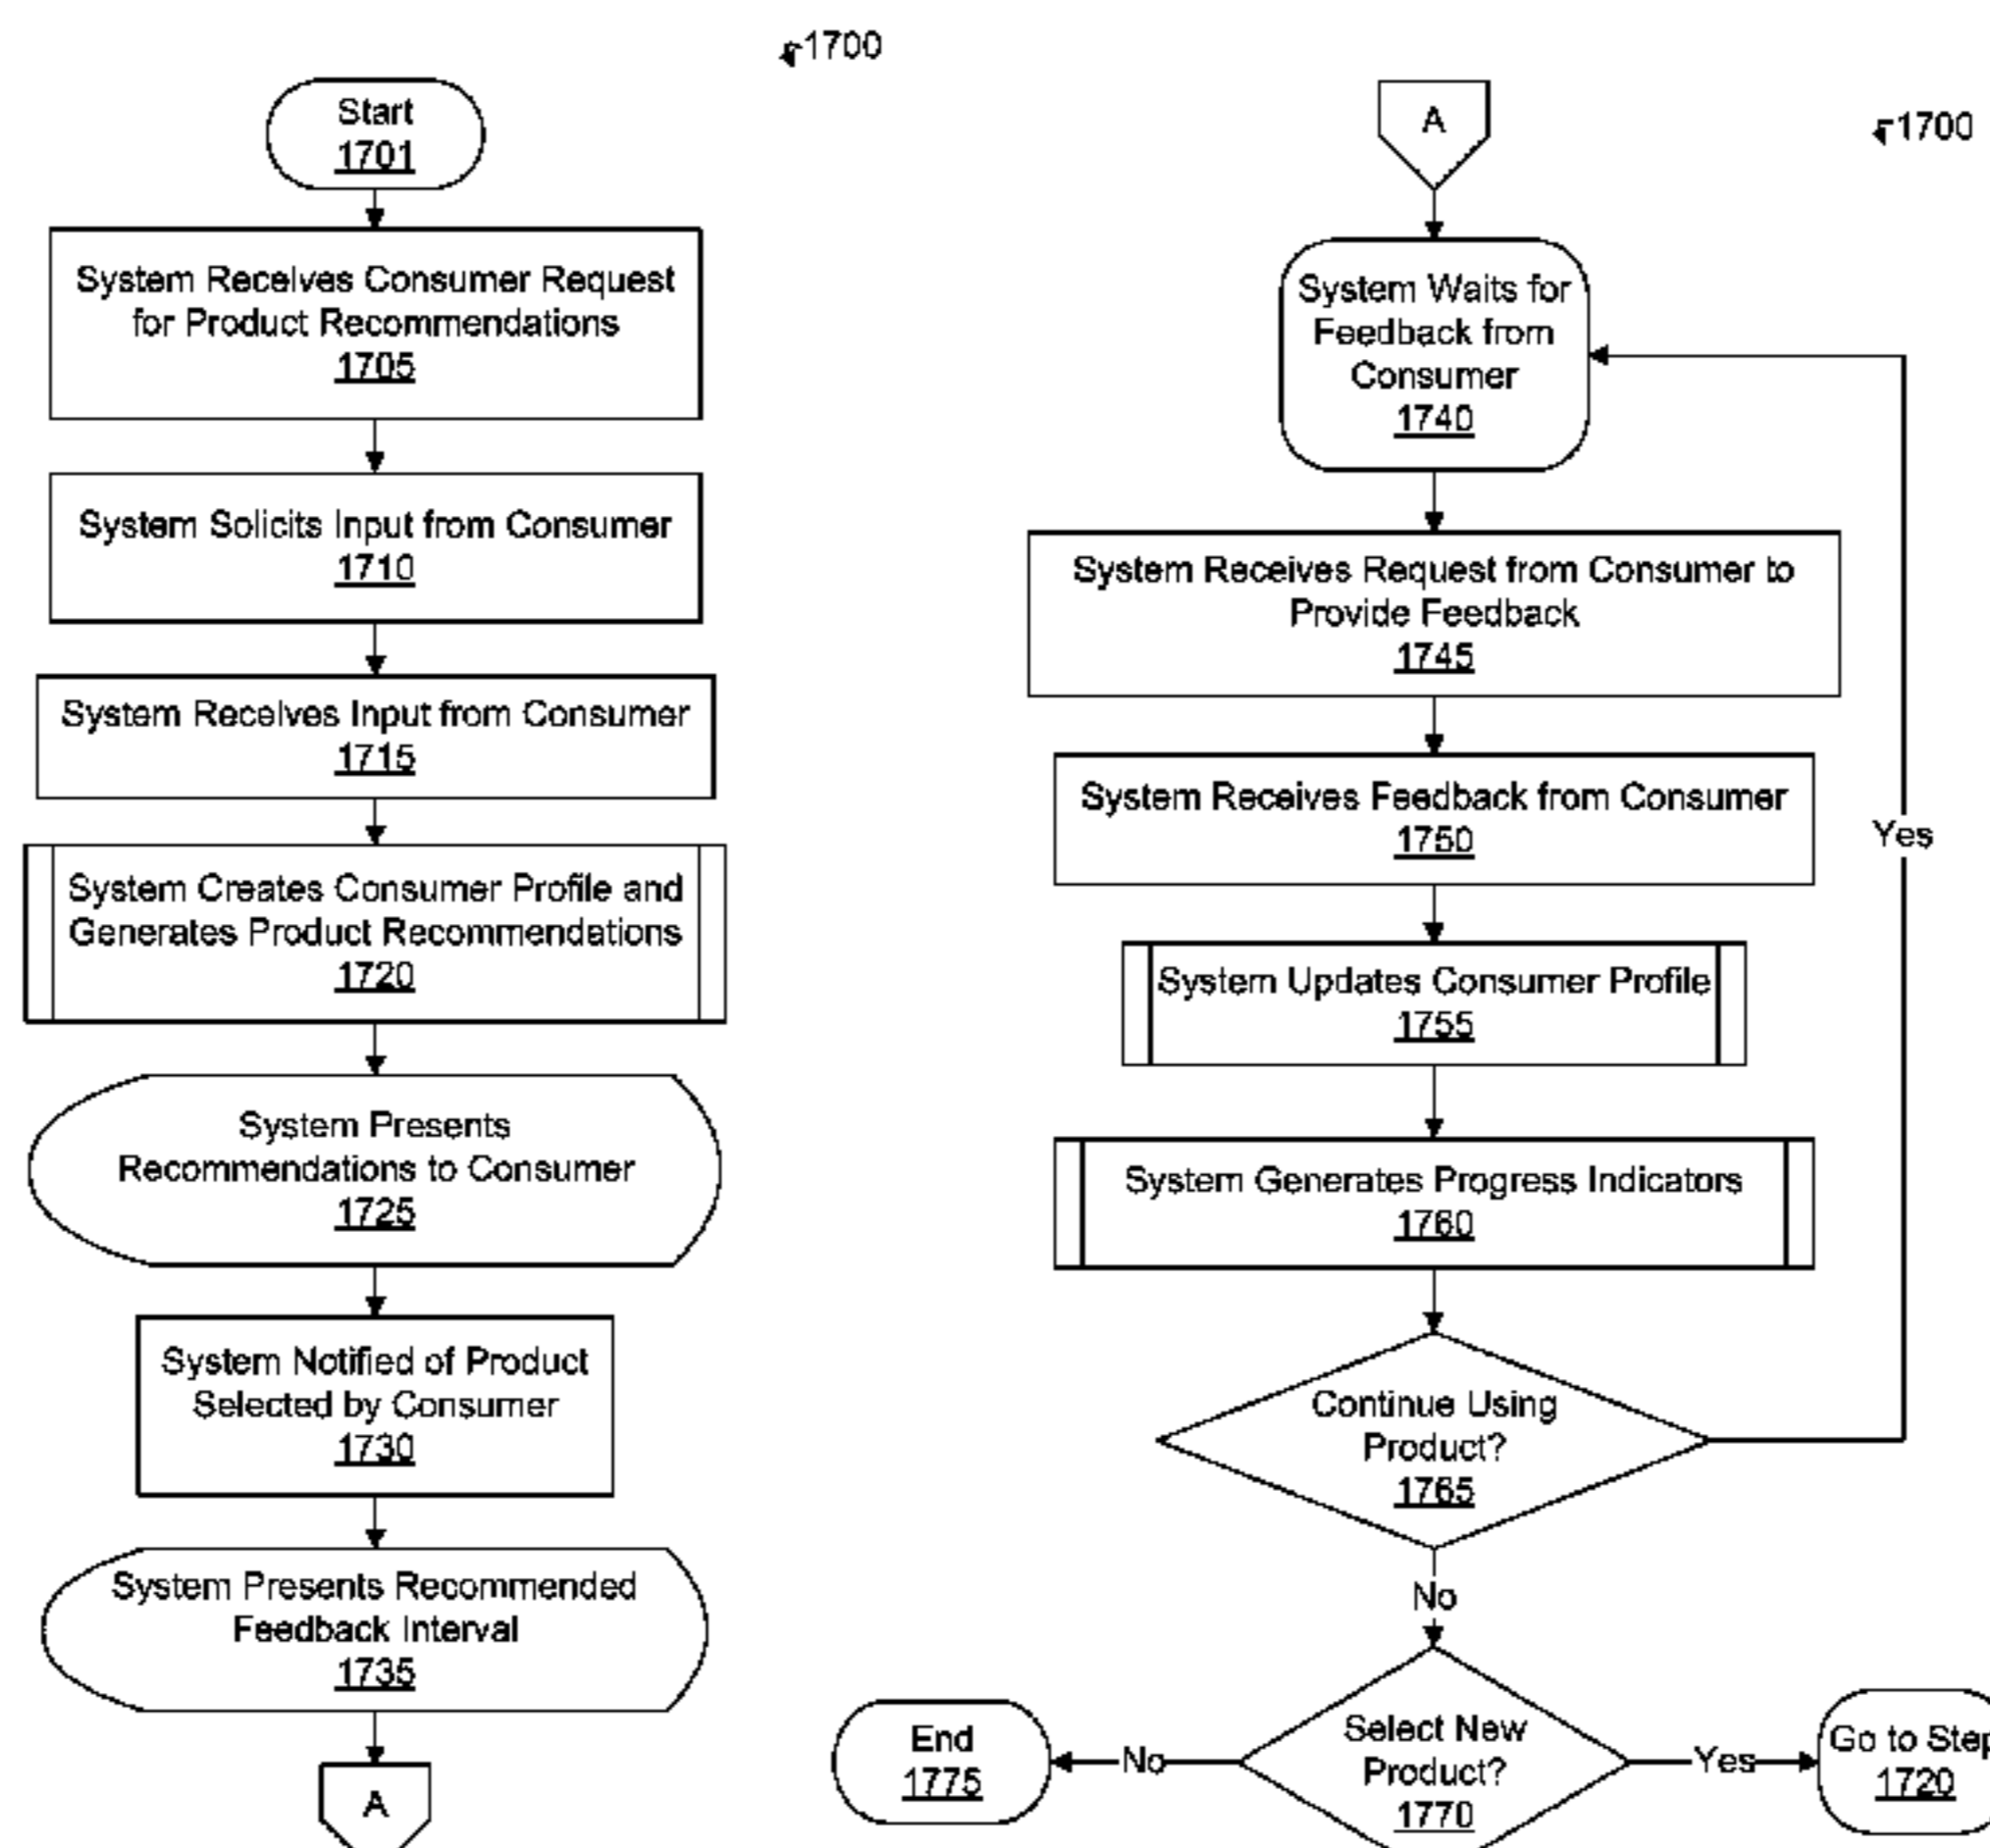 1700
Start
1701
System Receives Consumer Request
for Product Recommendations
1705
System Solicits Input from Consumer
1710
System Receives Input from Consumer
1715
System Creates Consumer Profile and
Generates Product Recommendations
1720
System Presents
Recommendations to Consumer
1725
System Notified of Product
Selected by Consumer
1730
System Presents Recommended
Feedback Interval
1735
A
A
1700
System Waits for
Feedback from
Consumer
1740
System Receives Request from Consumer to
Provide Feedback
1745
System Receives Feedback from Consumer
1750
System Updates Consumer Profile
1755
System Generates Progress Indicators
1760
Continue Using
Product?
1765
Yes
No
Select New
Product?
1770
No
End
1775
Yes
Go to Step
1720